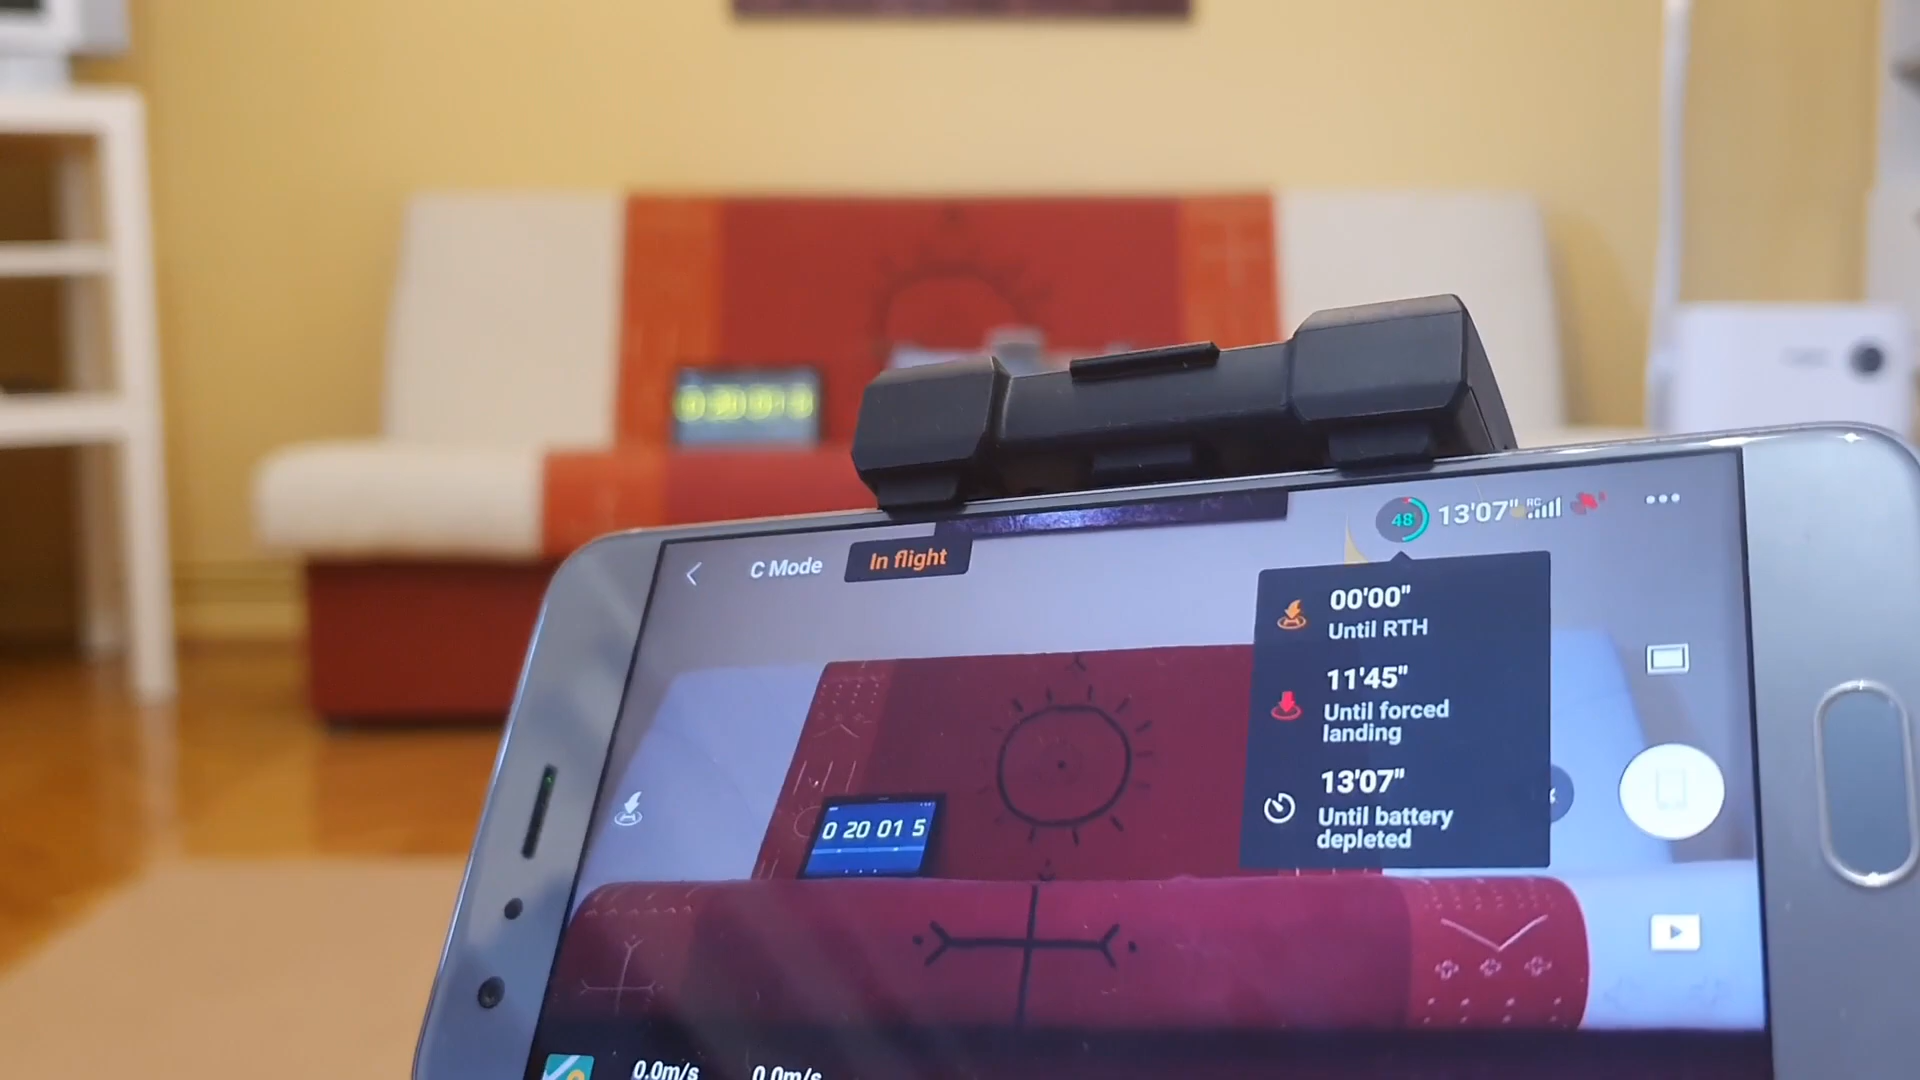 C Mode
In flight
48
13'07"
RC
00'00"
Until RTH
11'45"
Until forced
landing
13'07"
Until battery
depleted
0 20 01 5
0.0m/s
0.0m/s